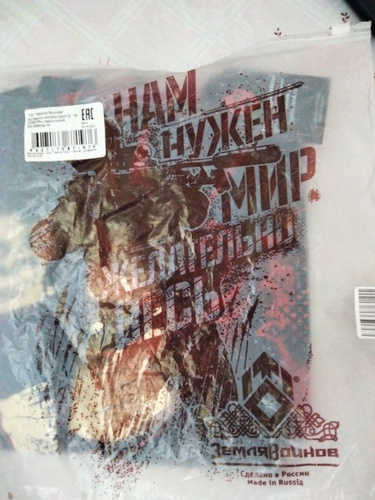 EAC
НАМ
НУЖЕН
МИР.
ЖЕЛАТЕЛЬНО
ВЕСЬ
®
ЗЕМЛЯВОИНОВ
Сделано в России
Made in Russia